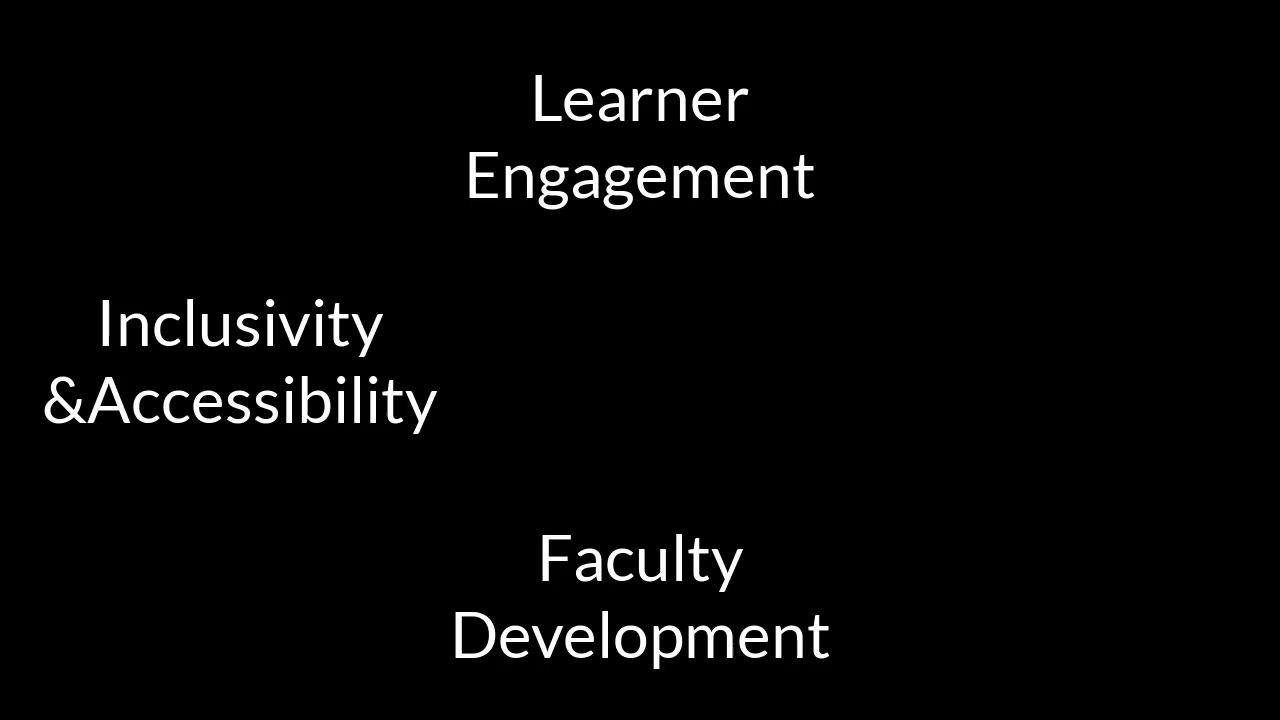 Learner
Engagement
Inclusivity
&Accessibility
Faculty
Development